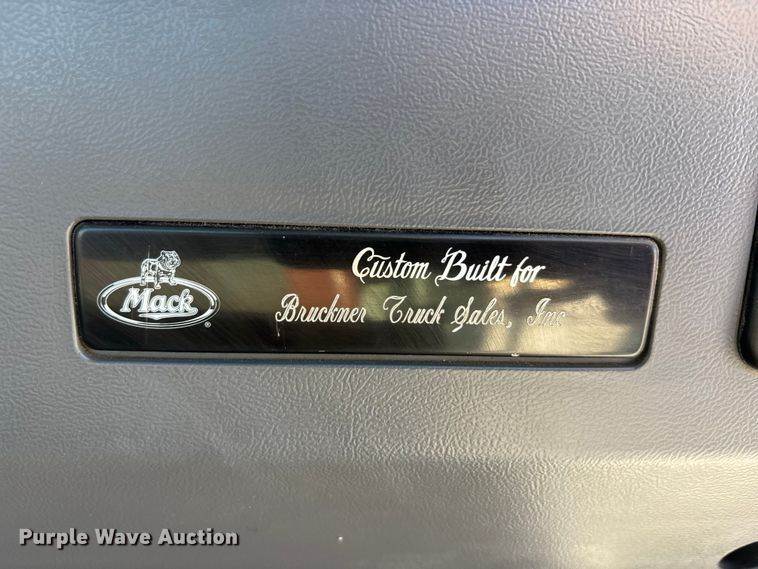 Custom Built for
Mack ®
Bruckner Truck Sales, Inc
Purple Wave Auction